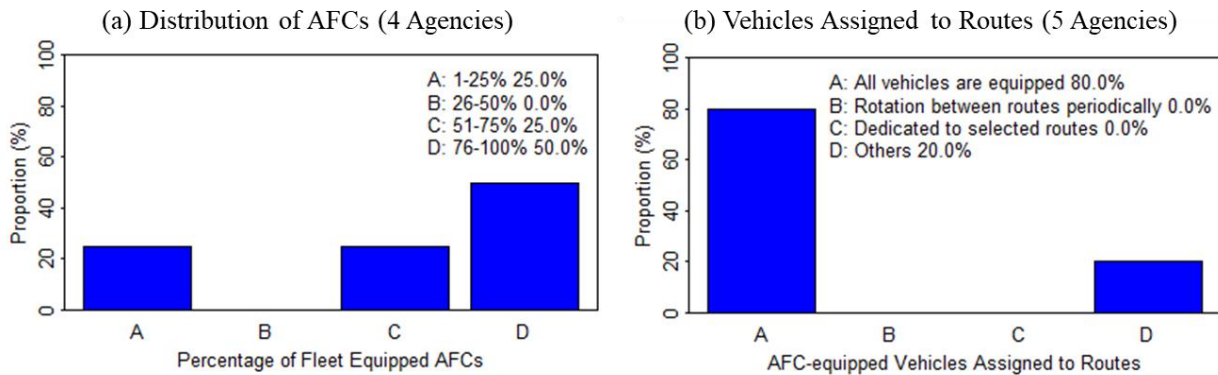 (a) Distribution of AFCs (4 Agencies)
Proportion (%)
0
20
40
60
80
100
A: 1-25% 25.0%
B: 26-50% 0.0%
C: 51-75% 25.0%
D: 76-100% 50.0%
A
B
C
D
Percentage of Fleet Equipped AFCs
(b) Vehicles Assigned to Routes (5 Agencies)
Proportion (%)
0
20
40
60
80
100
A: All vehicles are equipped 80.0%
B: Rotation between routes periodically 0.0%
C: Dedicated to selected routes 0.0%
D: Others 20.0%
A
B
C
D
AFC-equipped Vehicles Assigned to Routes